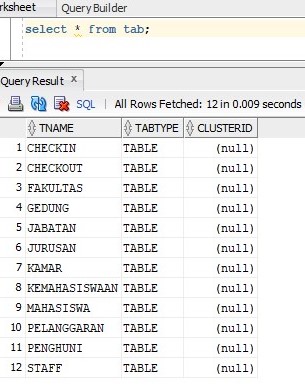 rksheet Query Builder
select * from tab;
Query Result x
SQL | All Rows Fetched: 12 in 0.009 seconds
TNAME TABTYPE CLUSTERID
1 CHECKIN TABLE (null)
2 CHECKOUT TABLE (null)
3 FAKULTAS TABLE (null)
4 GEDUNG TABLE (null)
5 JABATAN TABLE (null)
6 JURUSAN TABLE (null)
7 KAMAR TABLE (null)
8 KEMAHASISWAAN TABLE (null)
9 MAHASISWA TABLE (null)
10 PELANGGARAN TABLE (null)
11 PENGHUNI TABLE (null)
12 STAFF TABLE (null)